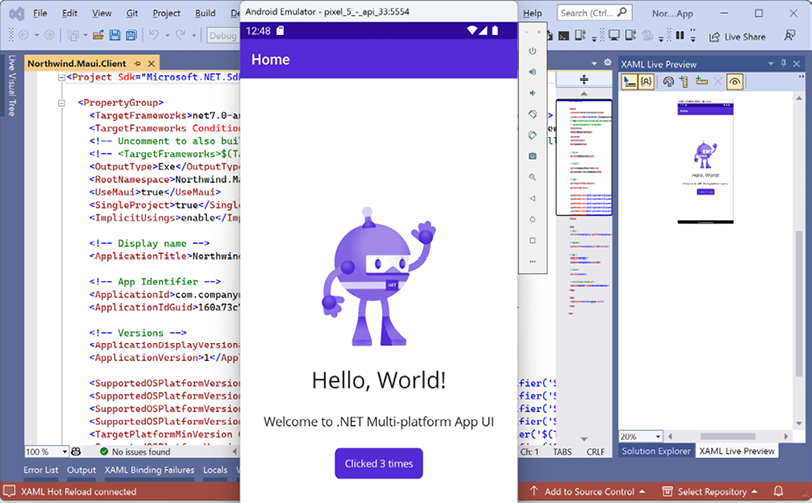 File Edit View Git Project Build
Android Emulator - pixel_5_-_api_33:5554
Help Search (Ctrl... Nor....App
Debug
Live Share
Live Visual Tree
Northwind.Maui.Client
<Project Sdk="Microsoft.NET.Sd
<PropertyGroup>
<TargetFrameworks>net7.0-a
<TargetFrameworks Condition
<!-- Uncomment to also buil
<!-- <TargetFrameworks>$(Ta
<OutputType>Exe</OutputType
<RootNamespace>Northwind.Ma
<UseMaui>true</UseMaui>
<SingleProject>true</Single
<ImplicitUsings>enable</Imp
<!-- Display name -->
<ApplicationTitle>Northwin
<!-- App Identifier -->
<ApplicationId>com.company
<ApplicationIdGuid>160a73c
<!-- Versions -->
<ApplicationDisplayVersion
<ApplicationVersion>1</App
<SupportedOSPlatformVersion
<SupportedOSPlatformVersion
<SupportedOSPlatformVersion
<SupportedOSPlatformVersion
<TargetPlatformMinVersion
12:48
Home
.NET
Hello, World!
Welcome to .NET Multi-platform App UI
Clicked 3 times
XAML Live Preview
Hello, World!
100 %
No issues found
Ch: 1 TABS CRLF
20%
Solution Explorer XAML Live Preview
Error List Output XAML Binding Failures Locals
XAML Hot Reload connected
Add to Source Control Select Repository